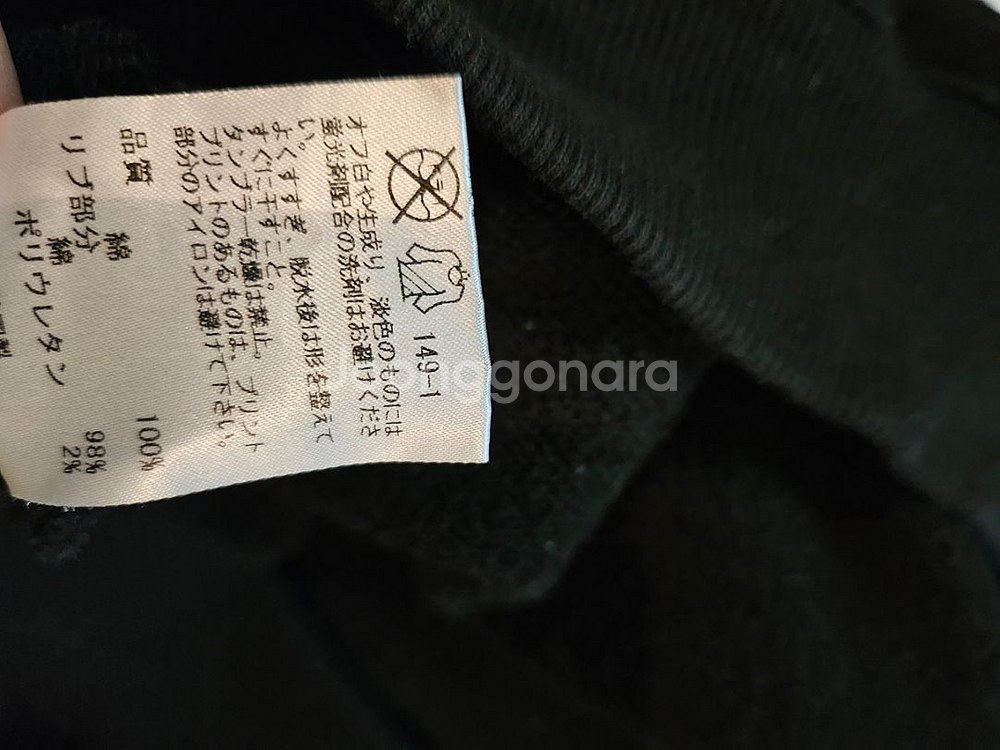 149-1
オフ白や生成り、淡色のものには
蛍光剤配合の洗剤はお避けくださ
い。
よくすすぎ、脱水後は形を整えて
すぐに干すこと。
タンブラー乾燥は禁止。プリント
プリントのあるものは、
部分のアイロンは避けて下さい。
品質
綿 100%
リブ部分
綿 98%
ポリウレタン 2%
Joonggonara